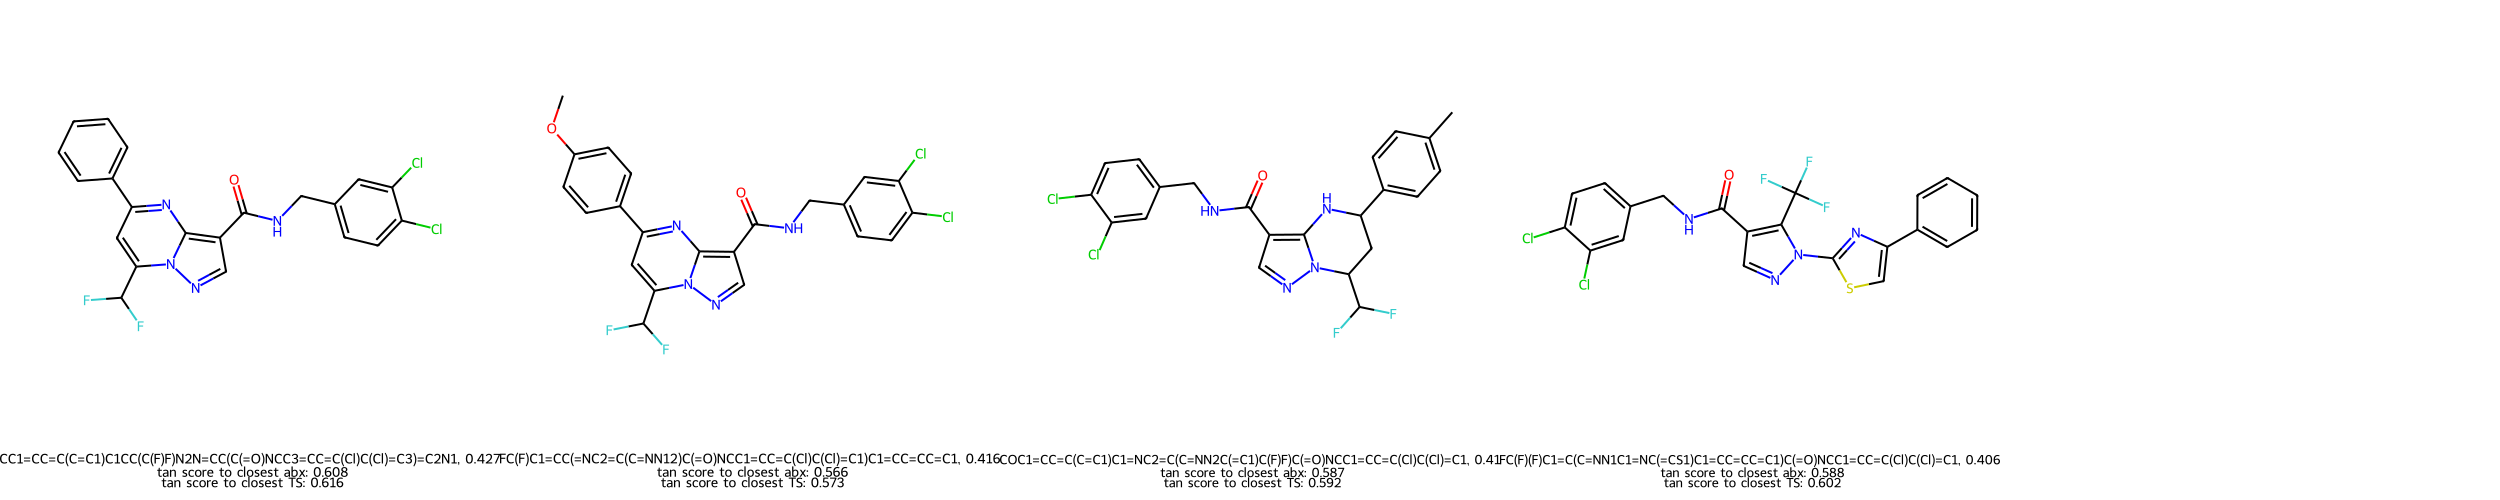 N
N
N
O
N
H
Cl
Cl
F
F
O
N
N
N
O
NH
Cl
Cl
F
F
Cl
Cl
HN
O
H
N
N
N
F
F
Cl
Cl
N
H
O
F
F
F
N
N
N
S
CC1=CC=C(C=C1)C1CC(C(F)F)N2N=CC(C(=O)NCC3=CC=C(Cl)C(Cl)=C3)=C2N1, 0.427
tan score to closest abx: 0.608
tan score to closest TS: 0.616
FC(F)C1=CC(=NC2=C(C=NN12)C(=O)NCC1=CC=C(Cl)C(Cl)=C1)C1=CC=CC=C1, 0.416
tan score to closest abx: 0.566
tan score to closest TS: 0.573
COC1=CC=C(C=C1)C1=NC2=C(C=NN2C(=C1)C(F)F)C(=O)NCC1=CC=C(Cl)C(Cl)=C1, 0.41
tan score to closest abx: 0.587
tan score to closest TS: 0.592
FC(F)(F)C1=C(C=NN1C1=NC(=CS1)C1=CC=CC=C1)C(=O)NCC1=CC=C(Cl)C(Cl)=C1, 0.406
tan score to closest abx: 0.588
tan score to closest TS: 0.602